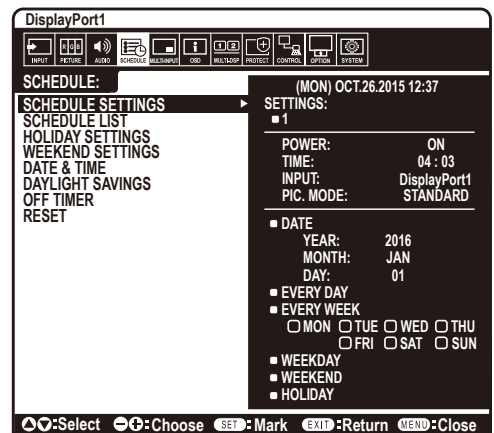 DisplayPort1
INPUT RGB PICTURE AUDIO SCHEDULE MULTI-INPUT OSD 1 2 MULTI-DSP PROTECT CONTROL OPTION SYSTEM
SCHEDULE:
SCHEDULE SETTINGS
SCHEDULE LIST
HOLIDAY SETTINGS
WEEKEND SETTINGS
DATE & TIME
DAYLIGHT SAVINGS
OFF TIMER
RESET
(MON) OCT.26.2015 12:37
SETTINGS:
1
POWER: ON
TIME: 04 : 03
INPUT: DisplayPort1
PIC. MODE: STANDARD
DATE
YEAR: 2016
MONTH: JAN
DAY: 01
EVERY DAY
EVERY WEEK
MON TUE WED THU
FRI SAT SUN
WEEKDAY
WEEKEND
HOLIDAY
:Select :Choose SET :Mark EXIT :Return MENU :Close